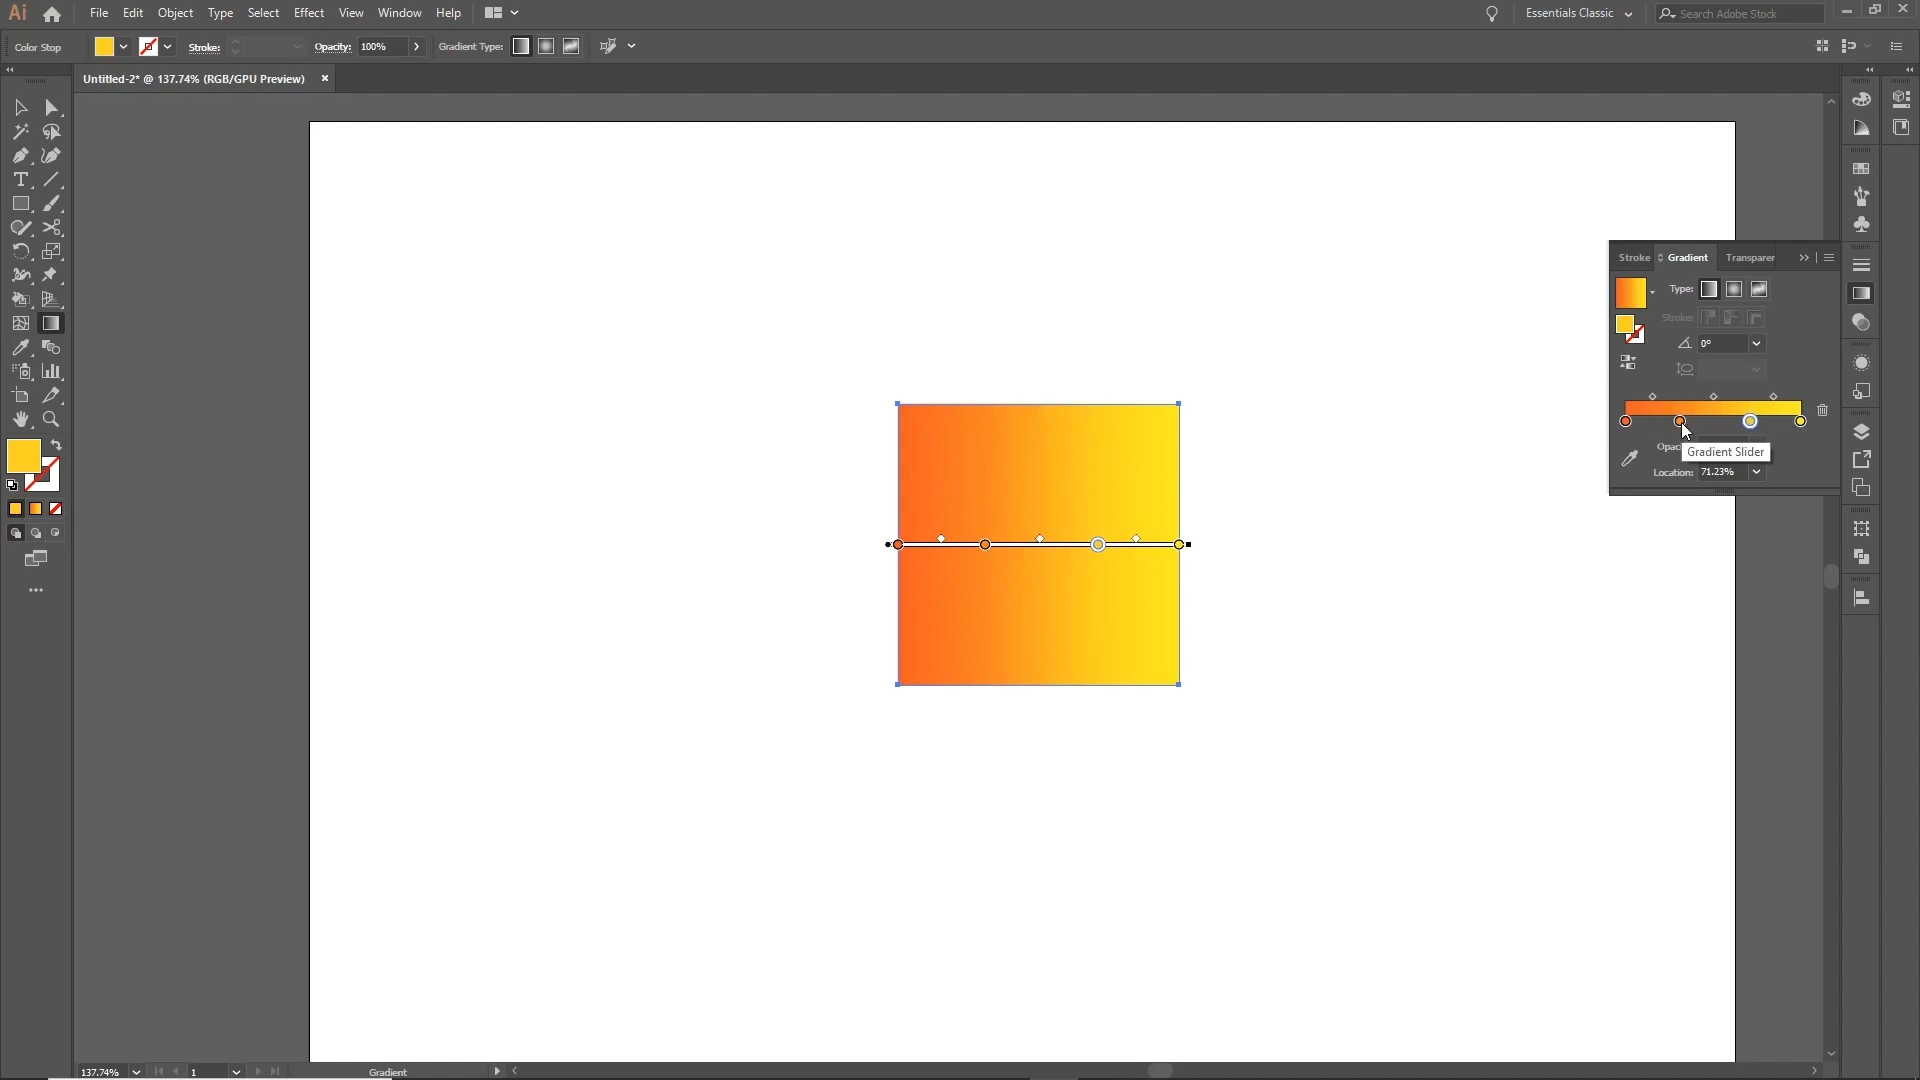 Ai File Edit Object Type Select Effect View Window Help Essentials Classic Search Adobe Stock
Color Stop Stroke: Opacity: 100% Gradient Type:
Untitled-2* @ 137.74% (RGB/GPU Preview) ×
Stroke Gradient Transparer
Type:
Stroke:
0°
Opac
Gradient Slider
Location: 71.23%
137.74% 1 Gradient